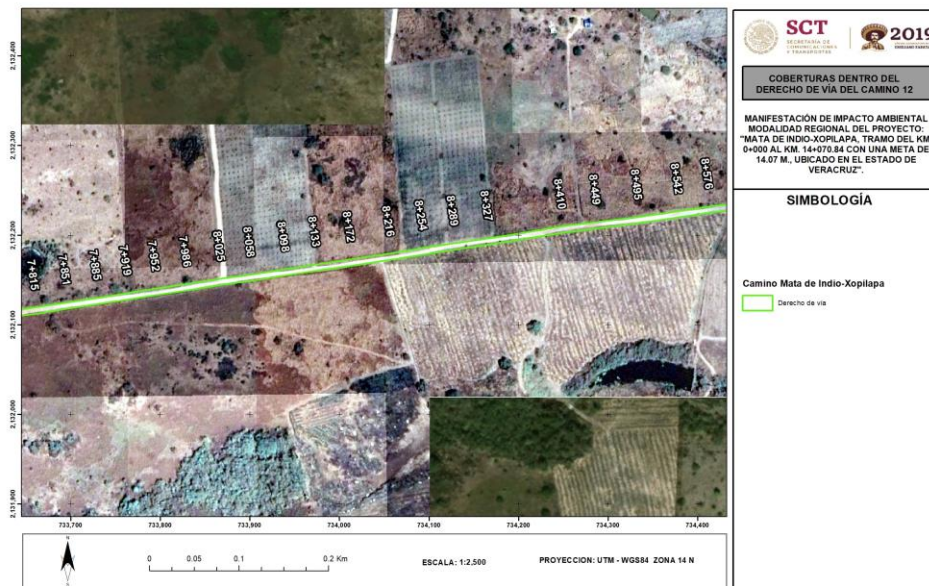 2,132,400
2,132,300
2,132,200
2,132,100
2,132,000
2,131,900
7+815
7+851
7+885
7+919
7+952
7+986
8+025
8+058
8+098
8+133
8+172
8+216
8+254
8+289
8+327
8+419
8+449
8+495
8+542
8+576
733,700
733,800
733,900
734,000
734,100
734,200
734,300
734,400
N
0 0.05 0.1 0.2 Km
ESCALA: 1:2,500
PROYECCION: UTM - WGS84 ZONA 14 N
SCT
SECRETARÍA DE
COMUNICACIONES
Y TRANSPORTES
2019
COBERTURAS DENTRO DEL
DERECHO DE VÍA DEL CAMINO 12
MANIFESTACIÓN DE IMPACTO AMBIENTAL
MODALIDAD REGIONAL DEL PROYECTO:
"MATA DE INDIO-XOPILAPA, TRAMO DEL KM
0+000 AL KM. 14+070.84 CON UNA META DE
14.07 M., UBICADO EN EL ESTADO DE
VERACRUZ".
SIMBOLOGÍA
Camino Mata de Indio-Xopilapa
Derecho de via